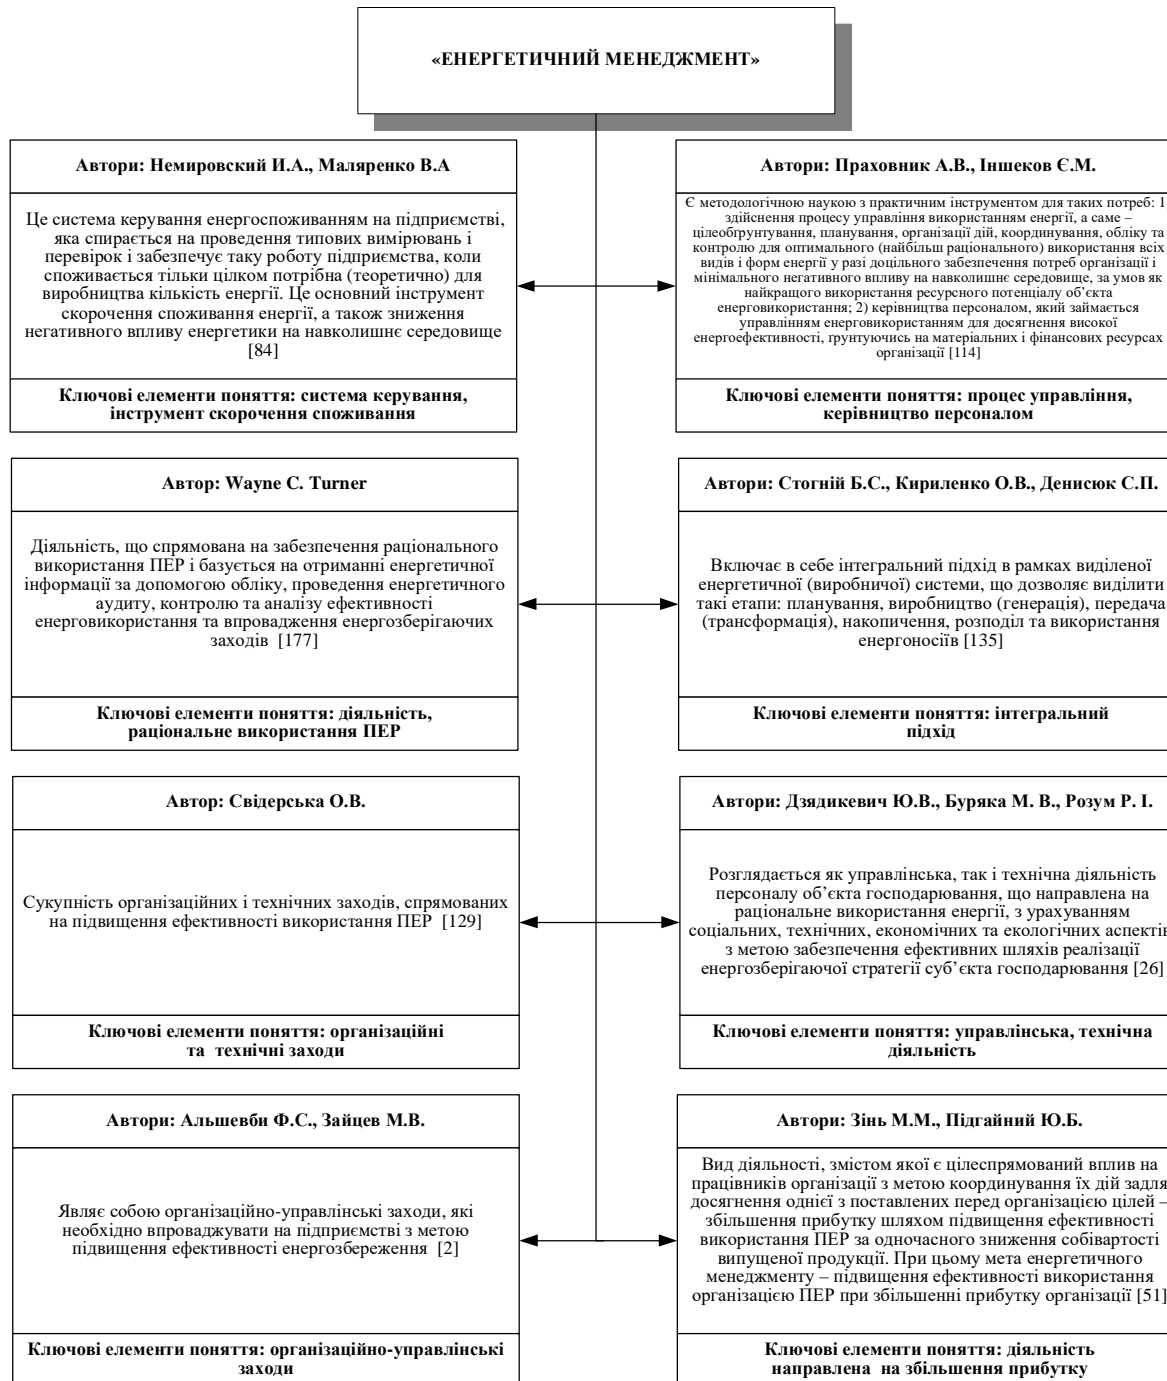 «ЕНЕРГЕТИЧНИЙ МЕНЕДЖМЕНТ»
Автори: Немировский И.А., Маляренко В.А
Це система керування енергоспоживанням на підприємстві,
яка спирається на проведення типових вимірювань і
перевірок і забезпечує таку роботу підприємства, коли
споживається тільки цілком потрібна (теоретично) для
виробництва кількість енергії. Це основний інструмент
скорочення споживання енергії, а також зниження
негативного впливу енергетики на навколишнє середовище
[84]
Ключові елементи поняття: система керування,
інструмент скорочення споживання
Автори: Праховник А.В., Іншеков Є.М.
Є методологічною наукою з практичним інструментом для таких потреб: 1
здійснення процесу управління використанням енергії, а саме –
цілеобґрунтування, планування, організації дій, координування, обліку та
контролю для оптимального (найбільш раціонального) використання всіх
видів і форм енергії у разі доцільного забезпечення потреб організації і
мінімального негативного впливу на навколишнє середовище, за умов як
найкращого використання ресурсного потенціалу об’єкта
енерговикористання; 2) керівництва персоналом, який займається
управлінням енерговикористанням для досягнення високої
енергоефективності, ґрунтуючись на матеріальних і фінансових ресурсах
організації [114]
Ключові елементи поняття: процес управління,
керівництво персоналом
Автор: Wayne C. Turner
Діяльність, що спрямована на забезпечення раціонального
використання ПЕР і базується на отриманні енергетичної
інформації за допомогою обліку, проведення енергетичного
аудиту, контролю та аналізу ефективності
енерговикористання та впровадження енергозберігаючих
заходів [177]
Ключові елементи поняття: діяльність,
раціональне використання ПЕР
Автори: Стогній Б.С., Кириленко О.В., Денисюк С.П.
Включає в себе інтегральний підхід в рамках виділеної
енергетичної (виробничої) системи, що дозволяє виділити
такі етапи: планування, виробництво (генерація), передача
(трансформація), накопичення, розподіл та використання
енергоносіїв [135]
Ключові елементи поняття: інтегральний
підхід
Автор: Свідерська О.В.
Сукупність організаційних і технічних заходів, спрямованих
на підвищення ефективності використання ПЕР [129]
Ключові елементи поняття: організаційні
та технічні заходи
Автори: Дзядикевич Ю.В., Буряка М. В., Розум Р. І.
Розглядається як управлінська, так і технічна діяльність
персоналу об’єкта господарювання, що направлена на
раціональне використання енергії, з урахуванням
соціальних, технічних, економічних та екологічних аспектів
з метою забезпечення ефективних шляхів реалізації
енергозберігаючої стратегії суб’єкта господарювання [26]
Ключові елементи поняття: управлінська, технічна
діяльність
Автори: Альшевби Ф.С., Зайцев М.В.
Являє собою організаційно-управлінські заходи, які
необхідно впроваджувати на підприємстві з метою
підвищення ефективності енергозбереження [2]
Ключові елементи поняття: організаційно-управлінські
заходи
Автори: Зінь М.М., Підгайний Ю.Б.
Вид діяльності, змістом якої є цілеспрямований вплив на
працівників організації з метою координування їх дій задля
досягнення однієї з поставлених перед організацією цілей –
збільшення прибутку шляхом підвищення ефективності
використання ПЕР за одночасного зниження собівартості
випущеної продукції. При цьому мета енергетичного
менеджменту – підвищення ефективності використання
організацією ПЕР при збільшенні прибутку організації [51]
Ключові елементи поняття: діяльність
направлена на збільшення прибутку